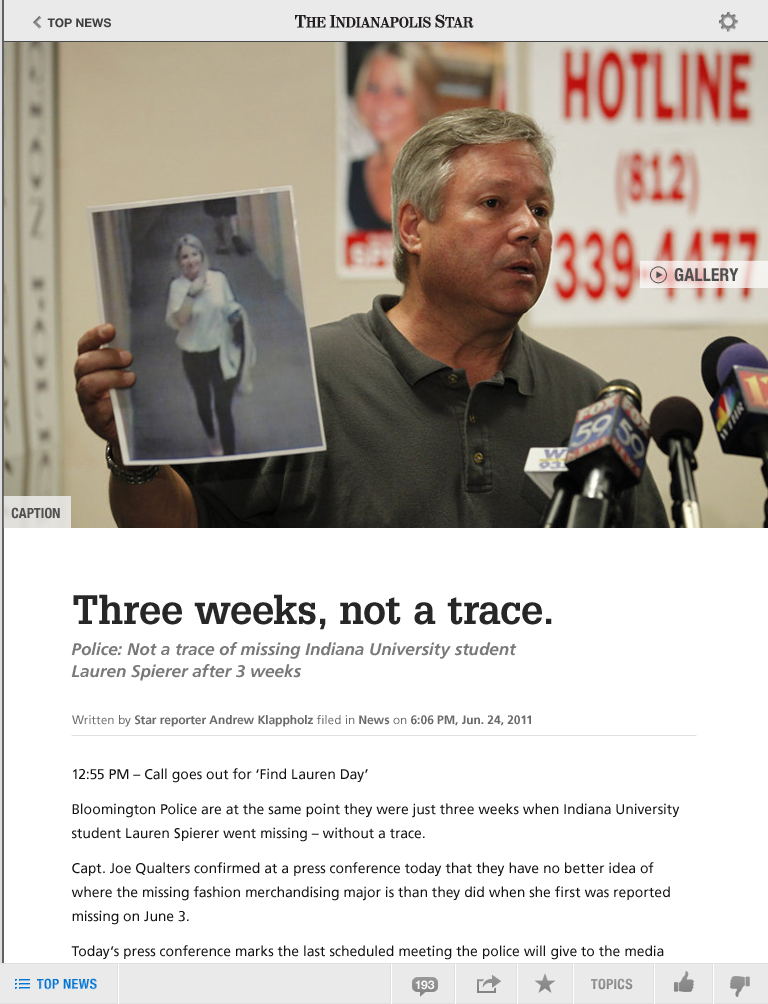 TOP NEWS
THE INDIANAPOLIS STAR
HOTLINE
(812)
339-4477
GALLERY
FOX
59
59
WTHR
CAPTION
Three weeks, not a trace.
Police: Not a trace of missing Indiana University student
Lauren Spierer after 3 weeks
Written by Star reporter Andrew Klappholz filed in News on 6:06 PM, Jun. 24, 2011
12:55 PM – Call goes out for ‘Find Lauren Day’
Bloomington Police are at the same point they were just three weeks when Indiana University
student Lauren Spierer went missing – without a trace.
Capt. Joe Qualters confirmed at a press conference today that they have no better idea of
where the missing fashion merchandising major is than they did when she first was reported
missing on June 3.
Today’s press conference marks the last scheduled meeting the police will give to the media
TOP NEWS
193
TOPICS